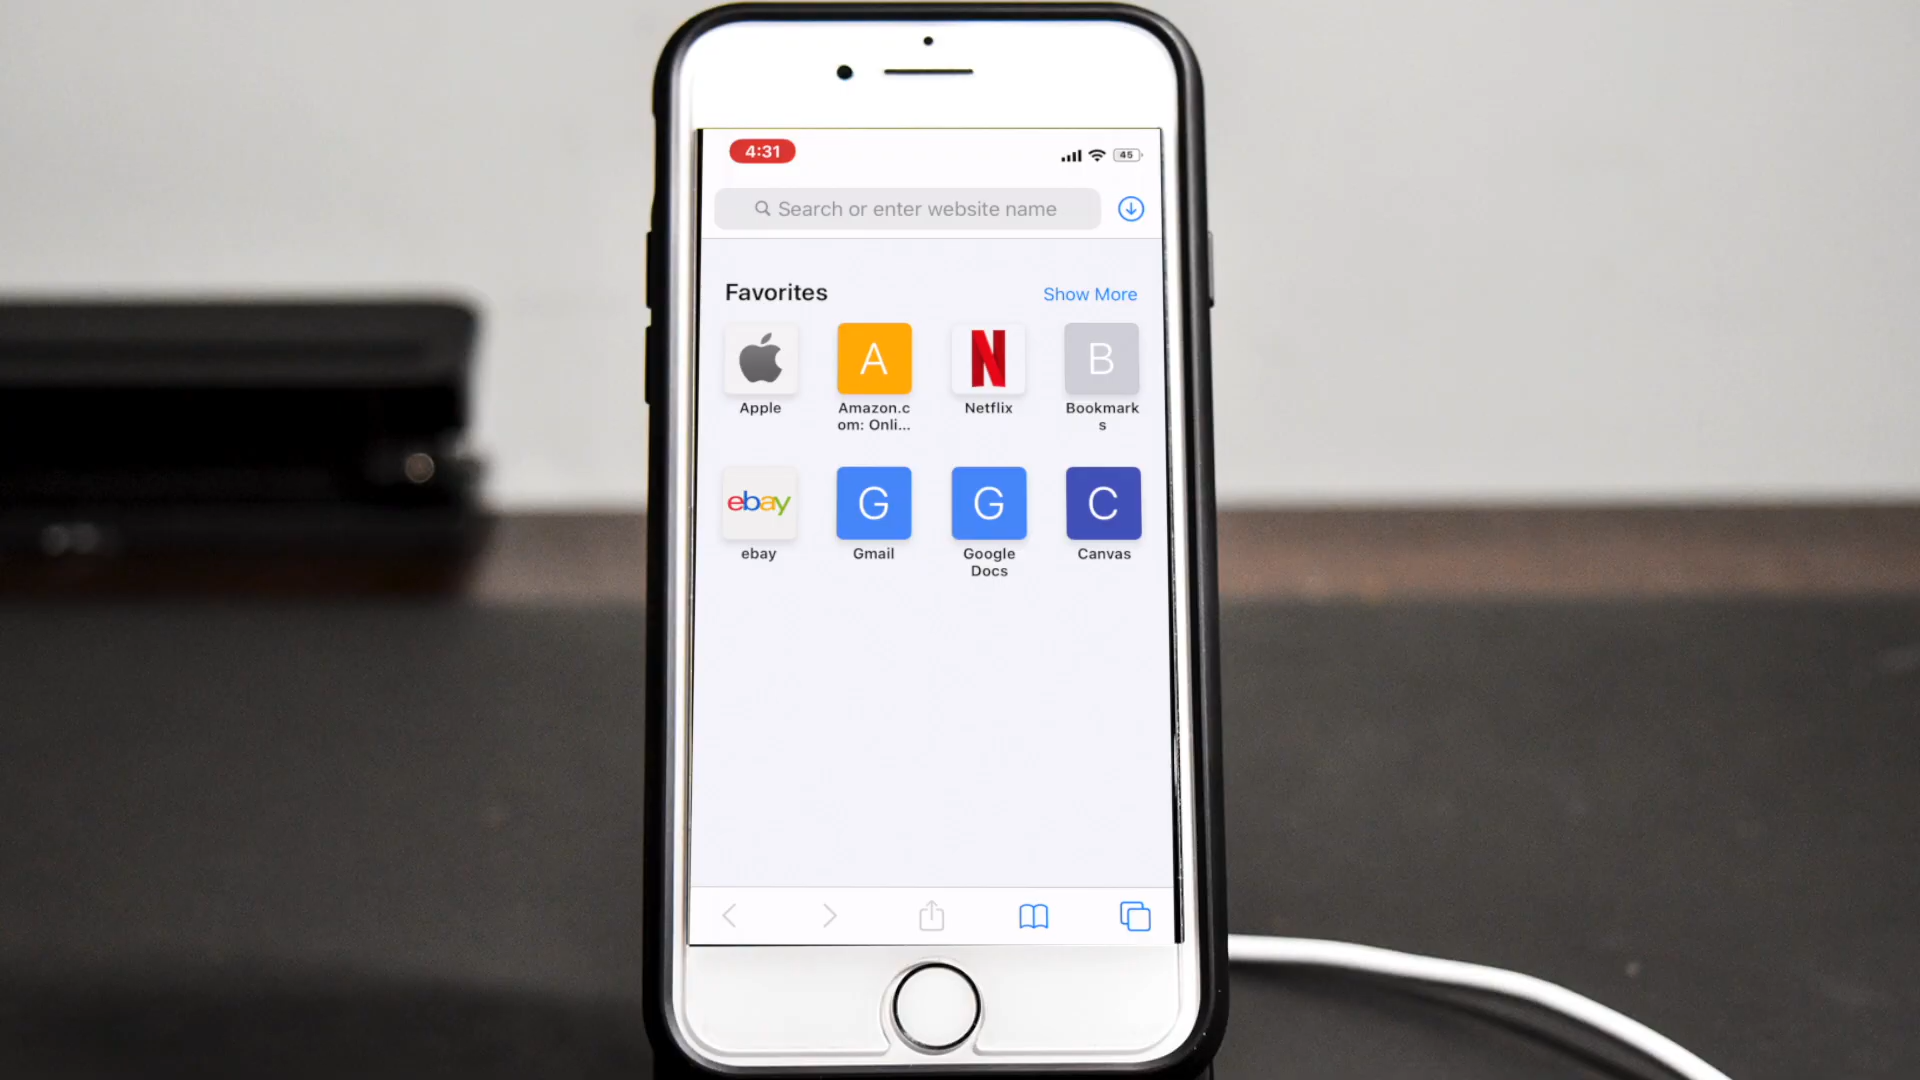 4:31
45
Search or enter website name
Favorites
Show More
A
N
B
Apple
Amazon.c
om: Onli...
Netflix
Bookmark
s
ebay
G
G
C
ebay
Gmail
Google
Docs
Canvas